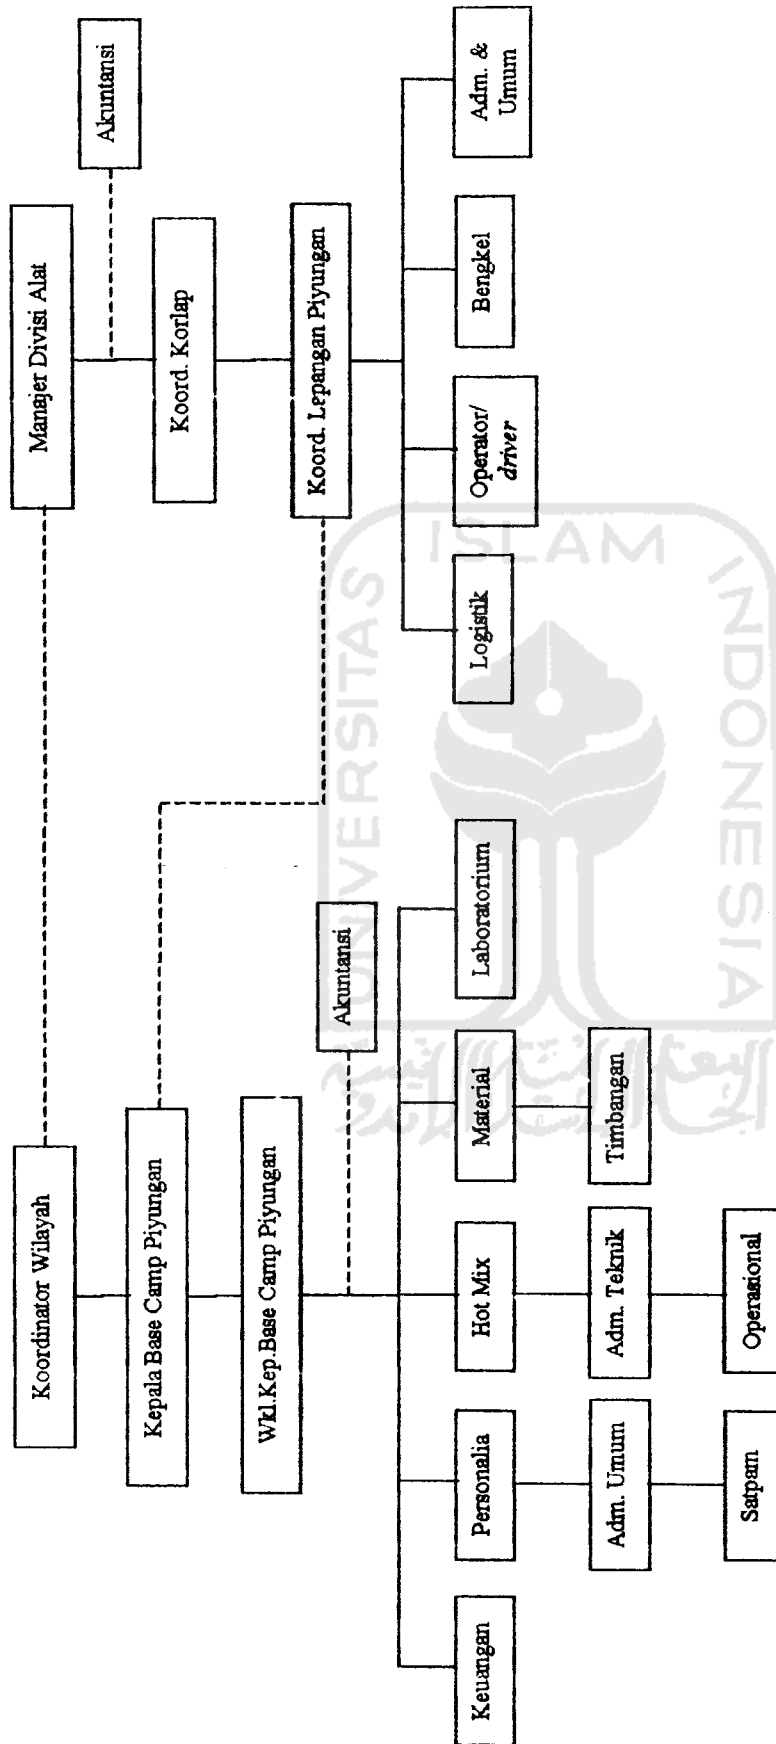 Koordinator Wilayah
Manajer Divisi Alat
Akuntansi
Kepala Base Camp Piyungan
Koord. Korlap
Wkl.Kep.Base Camp Piyungan
Koord. Lepangan Piyungan
Akuntansi
Keuangan
Personalia
Hot Mix
Material
Laboratorium
Logistik
Operator/
driver
Bengkel
Adm. &
Umum
Adm. Umum
Adm. Teknik
Timbangan
Satpam
Operasional
UNIVERSITAS
ISLAM
INDONESIA